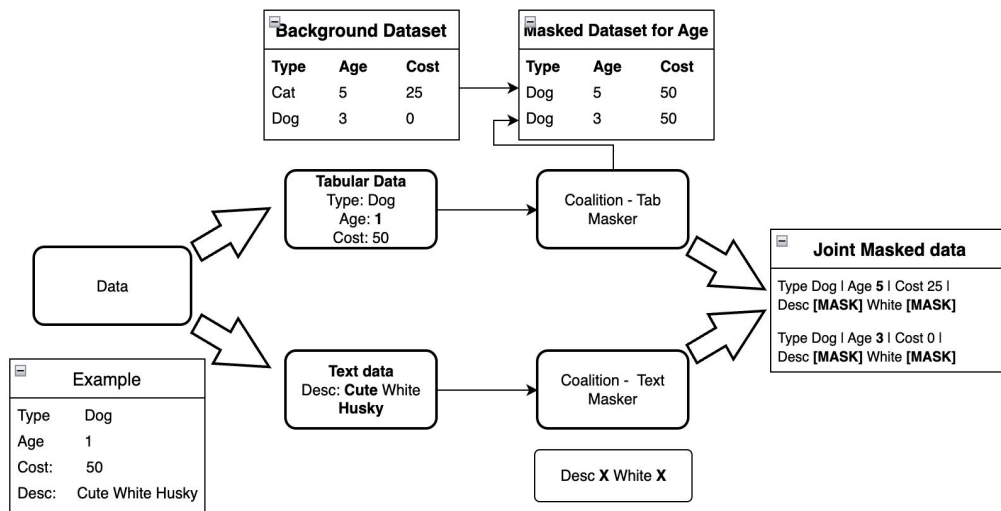 Background Dataset
Type Age Cost
Cat 5 25
Dog 3 0
Masked Dataset for Age
Type Age Cost
Dog 5 50
Dog 3 50
Tabular Data
Type: Dog
Age: 1
Cost: 50
Coalition - Tab
Masker
Data
Joint Masked data
Type Dog | Age 5 | Cost 25 |
Desc [MASK] White [MASK]
Type Dog | Age 3 | Cost 0 |
Desc [MASK] White [MASK]
Text data
Desc: Cute White
Husky
Coalition - Text
Masker
Example
Type Dog
Age 1
Cost: 50
Desc: Cute White Husky
Desc X White X